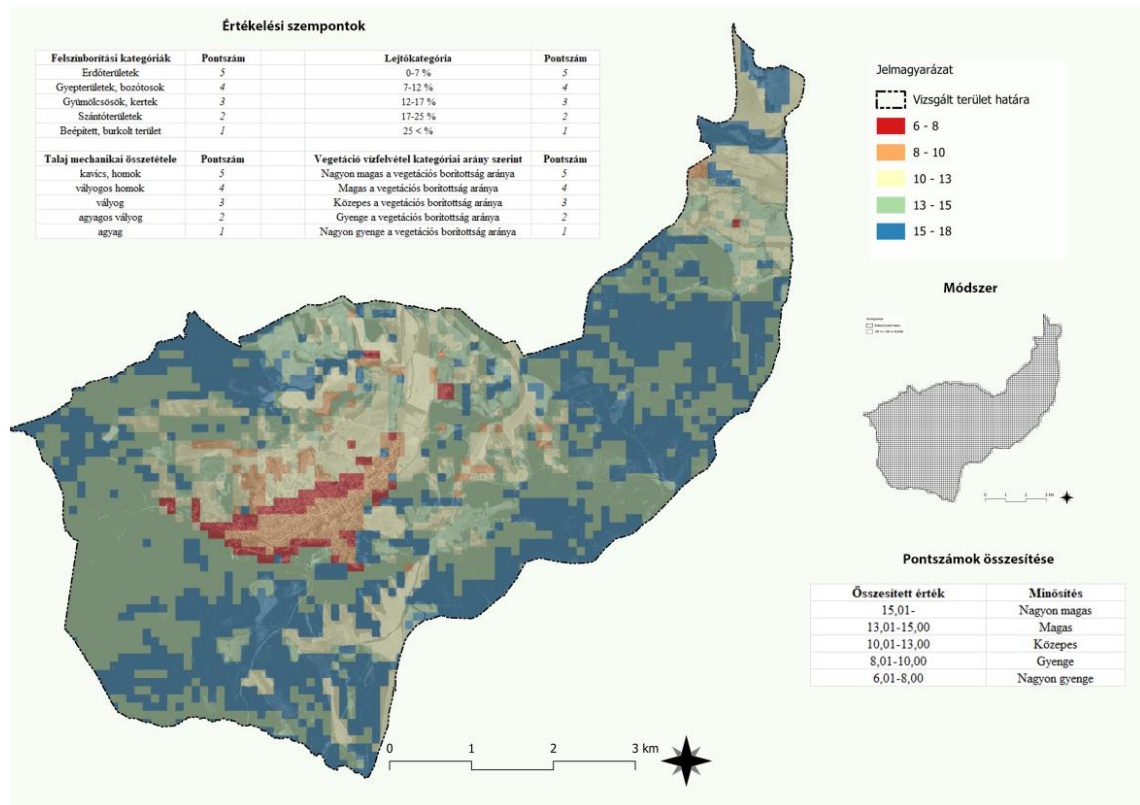 Értékelési szempontok
Felszínborítási kategóriák Pontszám Lejtőkategória Pontszám
Erdőterületek 5 0-7 % 5
Gyepterületek, bozótosok 4 7-12 % 4
Gyümölcsösök, kertek 3 12-17 % 3
Szántóterületek 2 17-25 % 2
Beépített, burkolt terület 1 25 < % 1
Talaj mechanikai összetétele Pontszám Vegetáció vízfelvétel kategóriai arány szerint Pontszám
kavics, homok 5 Nagyon magas a vegetációs borítottság aránya 5
vályogos homok 4 Magas a vegetációs borítottság aránya 4
vályog 3 Közepes a vegetációs borítottság aránya 3
agyagos vályog 2 Gyenge a vegetációs borítottság aránya 2
agyag 1 Nagyon gyenge a vegetációs borítottság aránya 1
Jelmagyarázat
Vizsgált terület határa
6 - 8
8 - 10
10 - 13
13 - 15
15 - 18
Módszer
0 1 2 3 km
Pontszámok összesítése
Összesített érték Minősítés
15,01- Nagyon magas
13,01-15,00 Magas
10,01-13,00 Közepes
8,01-10,00 Gyenge
6,01-8,00 Nagyon gyenge
0 1 2 3 km